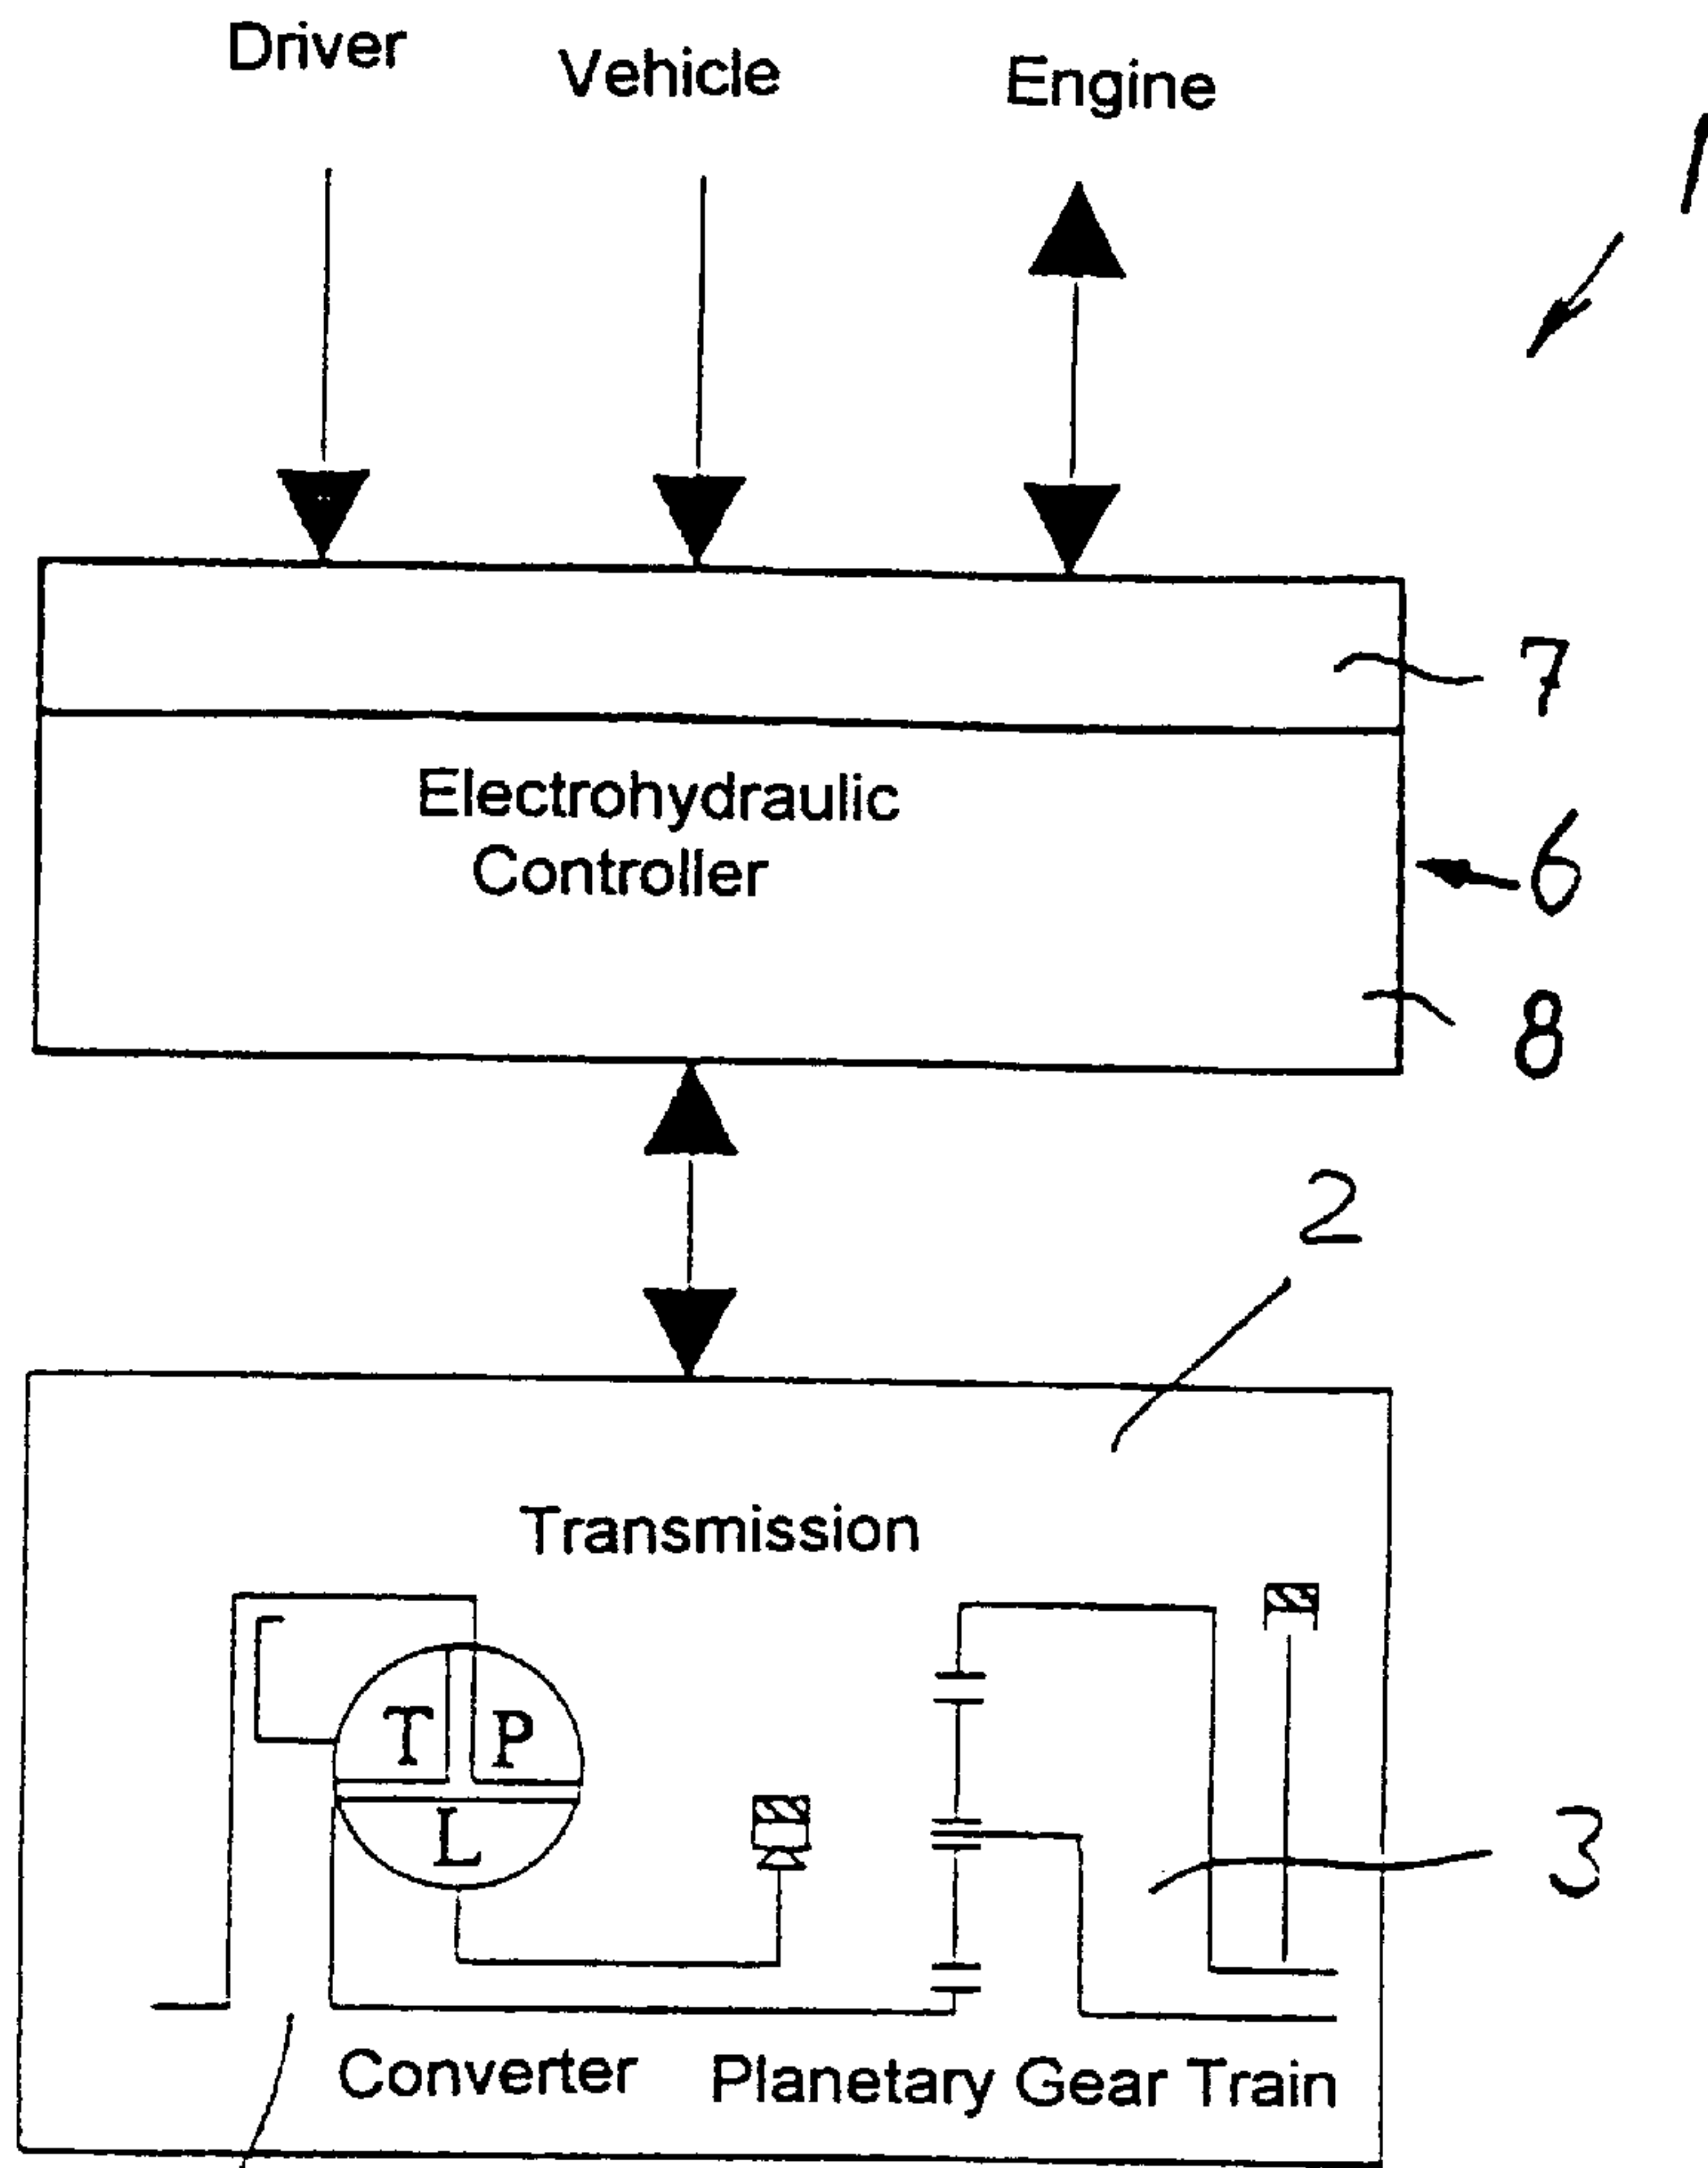 Driver
Vehicle
Engine
1
7
Electrohydraulic
Controller
6
8
2
Transmission
T
P
L
3
Converter
Planetary Gear Train